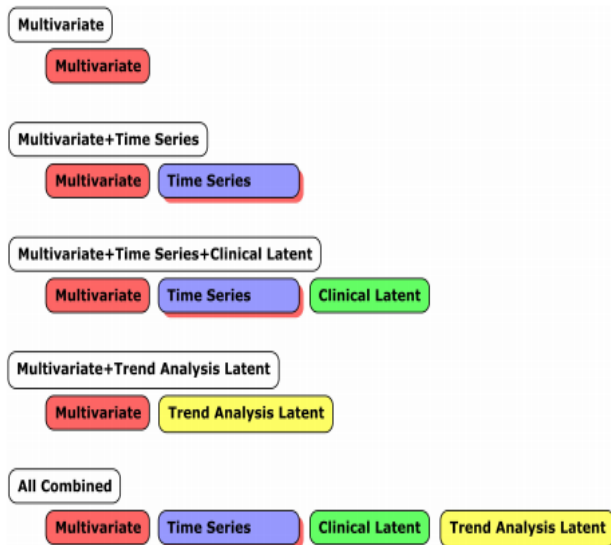 Multivariate
Multivariate
Multivariate+Time Series
Multivariate Time Series
Multivariate+Time Series+Clinical Latent
Multivariate Time Series Clinical Latent
Multivariate+Trend Analysis Latent
Multivariate Trend Analysis Latent
All Combined
Multivariate Time Series Clinical Latent Trend Analysis Latent